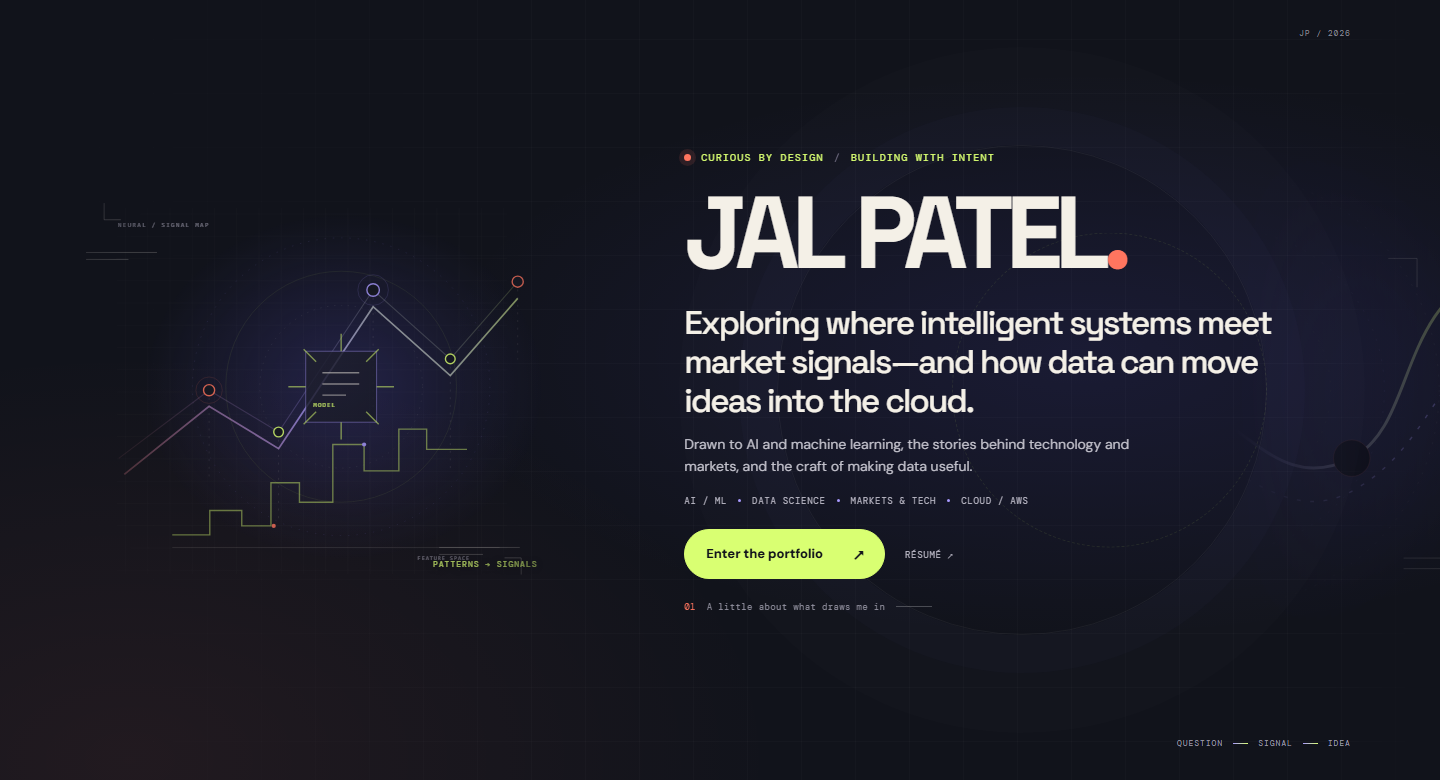 JP / 2026
CURIOUS BY DESIGN / BUILDING WITH INTENT
JAL PATEL.
NEURAL / SIGNAL MAP
Exploring where intelligent systems meet
market signals—and how data can move
ideas into the cloud.
MODEL
Drawn to AI and machine learning, the stories behind technology and
markets, and the craft of making data useful.
AI / ML • DATA SCIENCE • MARKETS & TECH • CLOUD / AWS
Enter the portfolio ↗
RÉSUMÉ ↗
FEATURE SPACE
PATTERNS → SIGNALS
01 A little about what draws me in
QUESTION — SIGNAL — IDEA